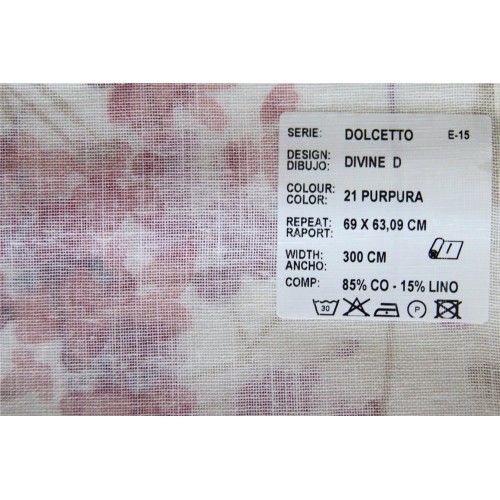 SERIE: DOLCETTO E-15
DESIGN: DIBUJO: DIVINE D
COLOUR: COLOR: 21 PURPURA
REPEAT: RAPORT: 69 X 63,09 CM
WIDTH: ANCHO: 300 CM
COMP: 85% CO - 15% LINO
30 P